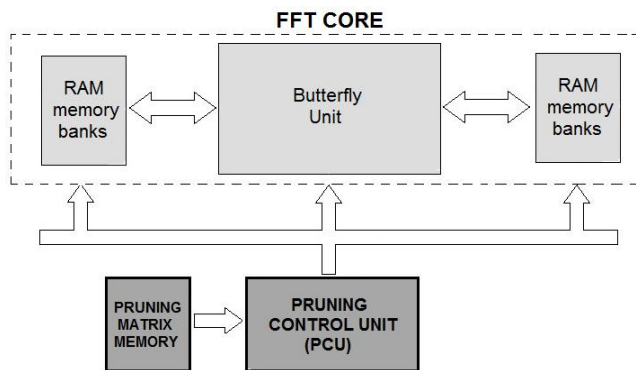 FFT CORE
RAM
memory
banks
Butterfly
Unit
RAM
memory
banks
PRUNING
MATRIX
MEMORY
PRUNING
CONTROL UNIT
(PCU)